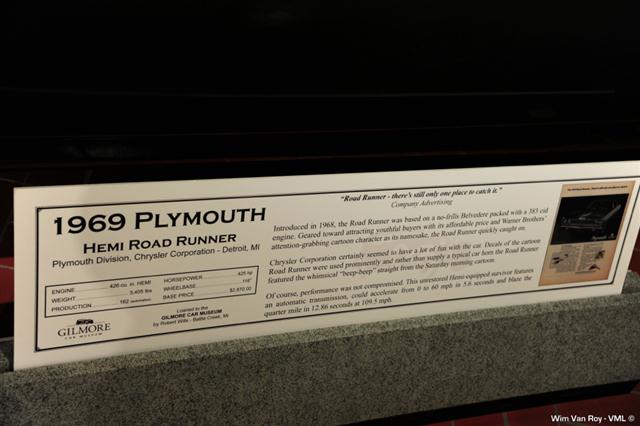 1969 PLYMOUTH
HEMI ROAD RUNNER
Plymouth Division, Chrysler Corporation - Detroit, MI
ENGINE 426 cu. in. HEMI
WEIGHT 3,405 lbs
PRODUCTION 162
HORSEPOWER 425 hp
WHEELBASE 116"
BASE PRICE
GILMORE
CAR MUSEUM
Loaned to the
GILMORE CAR MUSEUM
by Robert Wills - Battle Creek, MI
"Road Runner - there's still only one place to catch it."
Company Advertising
Introduced in 1968, the Road Runner was based on a no-frills Belvedere packed with a 383 cid
engine. Geared toward attracting youthful buyers with its affordable price and Warner Brothers'
attention-grabbing cartoon character as its namesake, the Road Runner quickly caught on.
Chrysler Corporation certainly seemed to have a lot of fun with the car. Decals of the cartoon
Road Runner were used prominently and rather than supply a typical car horn the Road Runner
featured the whimsical "beep-beep" straight from the Saturday morning cartoon.
Of course, performance was not compromised. This unrestored Hemi-equipped survivor features
an automatic transmission, could accelerate from 0 to 60 mph in 5.6 seconds and blaze the
quarter mile in 12.86 seconds at 109.5 mph.
Wim Van Roy - VML ©